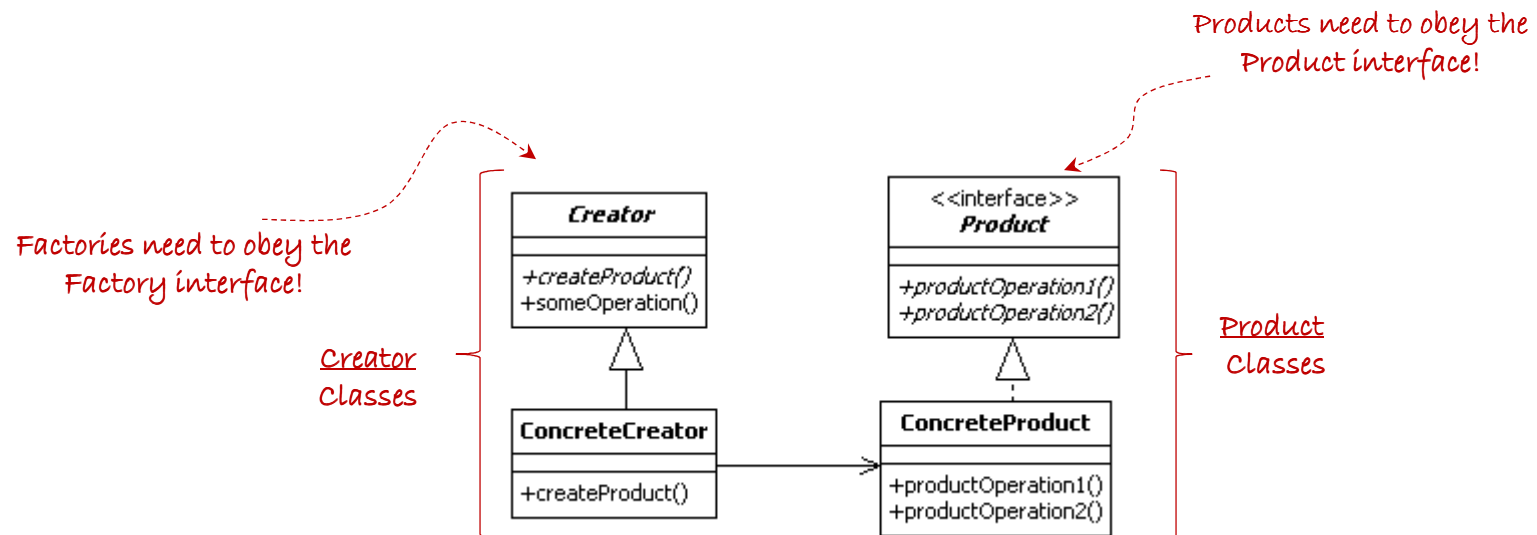 Products need to obey the
Product interface!
Factories need to obey the
Factory interface!
Creator
+createProduct()
+someOperation()
<<interface>>
Product
+productOperation1()
+productOperation2()
Creator
Classes
Product
Classes
ConcreteCreator
+createProduct()
ConcreteProduct
+productOperation1()
+productOperation2()